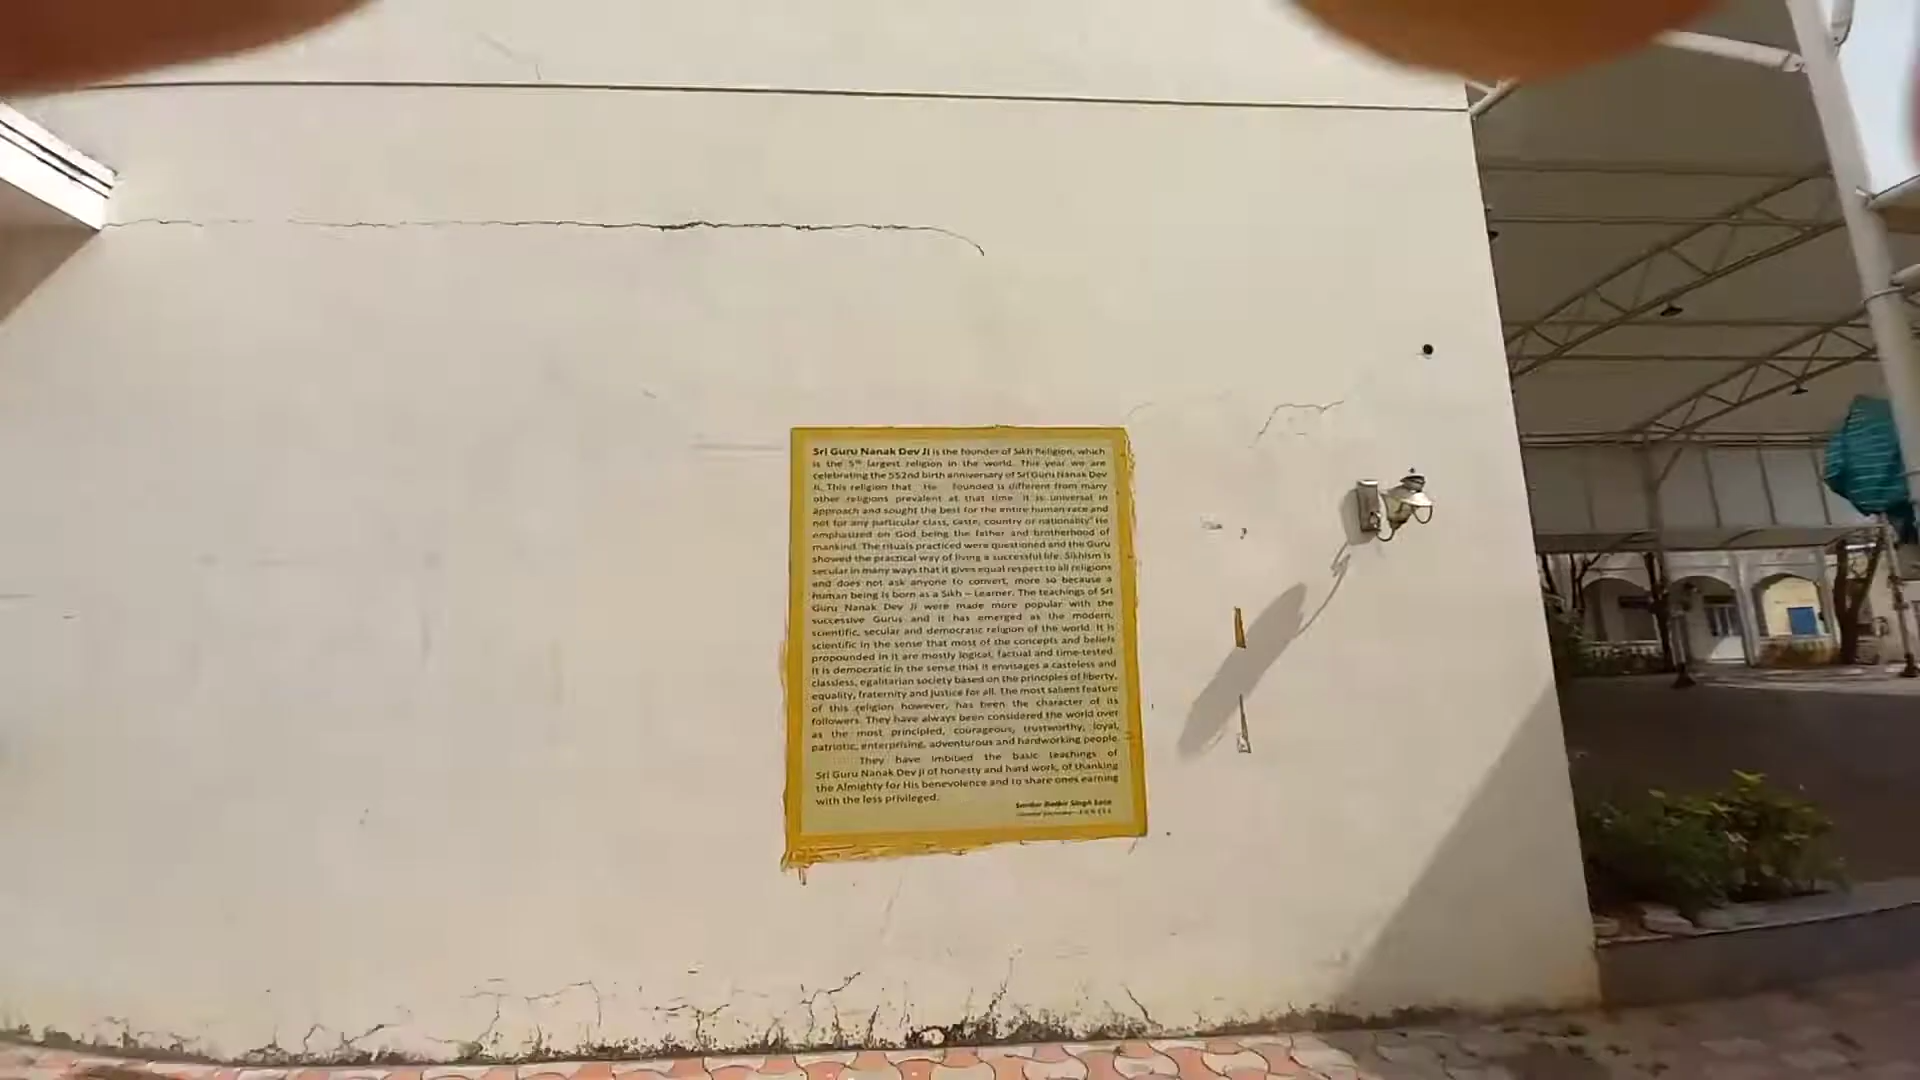 Sri Guru Nanak Dev Ji is the founder of Sikh Religion, which
is the 5th largest religion in the world. This year we are
celebrating the 552nd birth anniversary of Sri Guru Nanak Dev
Ji. This religion that He founded is different from many
other religions prevalent at that time. It is universal in
approach and sought the best for the entire human race and
not for any particular class, caste, country or nationality. He
emphasized on God being the father and brotherhood of
mankind. The rituals practiced were questioned and the Guru
showed the practical way of living a successful life. Sikhism is
secular in many ways that it gives equal respect to all religions
and does not ask anyone to convert, more so because a
human being is born as a Sikh – Learner. The teachings of Sri
Guru Nanak Dev Ji were made more popular with the
successive Gurus and it has emerged as the modern,
scientific, secular and democratic religion of the world. It is
scientific in the sense that most of the concepts and beliefs
propounded in it are mostly logical, factual and time-tested.
It is democratic in the sense that it envisages a casteless and
classless, egalitarian society based on the principles of liberty,
equality, fraternity and justice for all. The most salient feature
of this religion however, has been the character of its
followers. They have always been considered the world over
as the most principled, courageous, trustworthy, loyal,
patriotic, enterprising, adventurous and hardworking people.
They have imbibed the basic teachings of
Sri Guru Nanak Dev ji of honesty and hard work, of thanking
the Almighty for His benevolence and to share ones earning
with the less privileged.
Singh